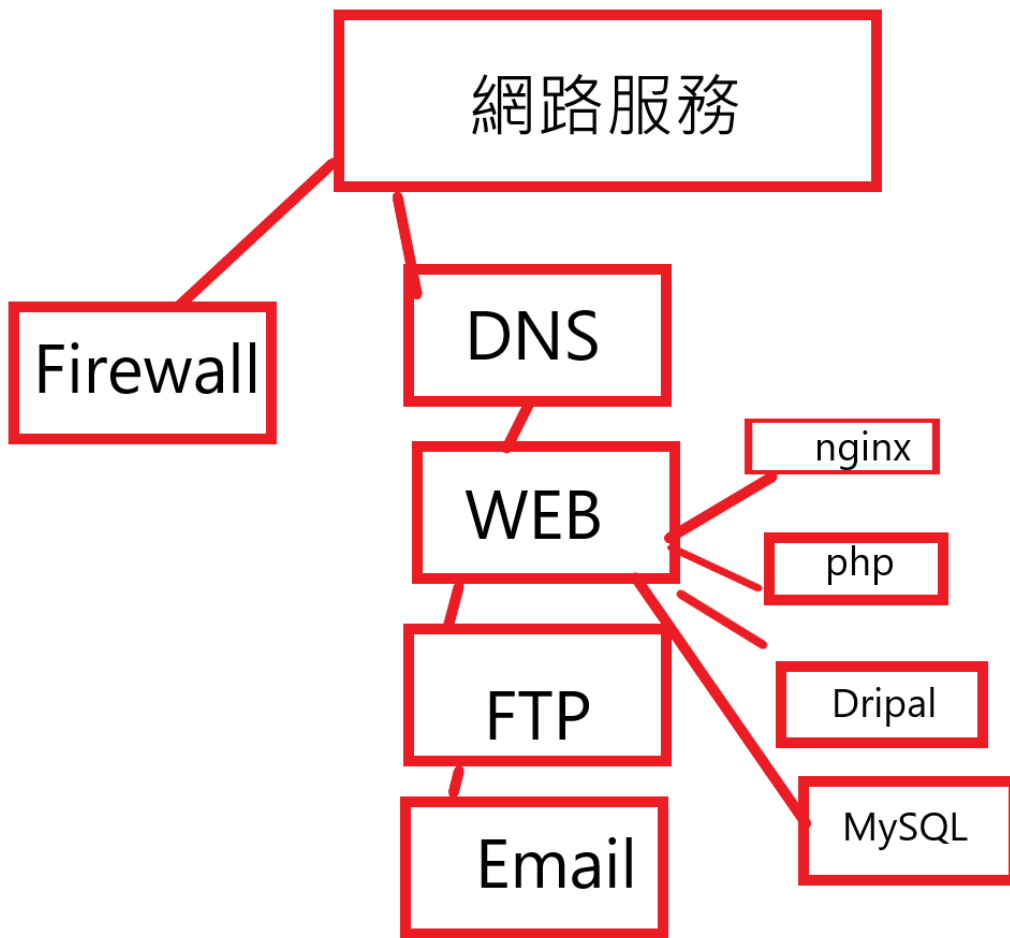 網路服務
Firewall
DNS
WEB
nginx
php
Dripal
MySQL
FTP
Email